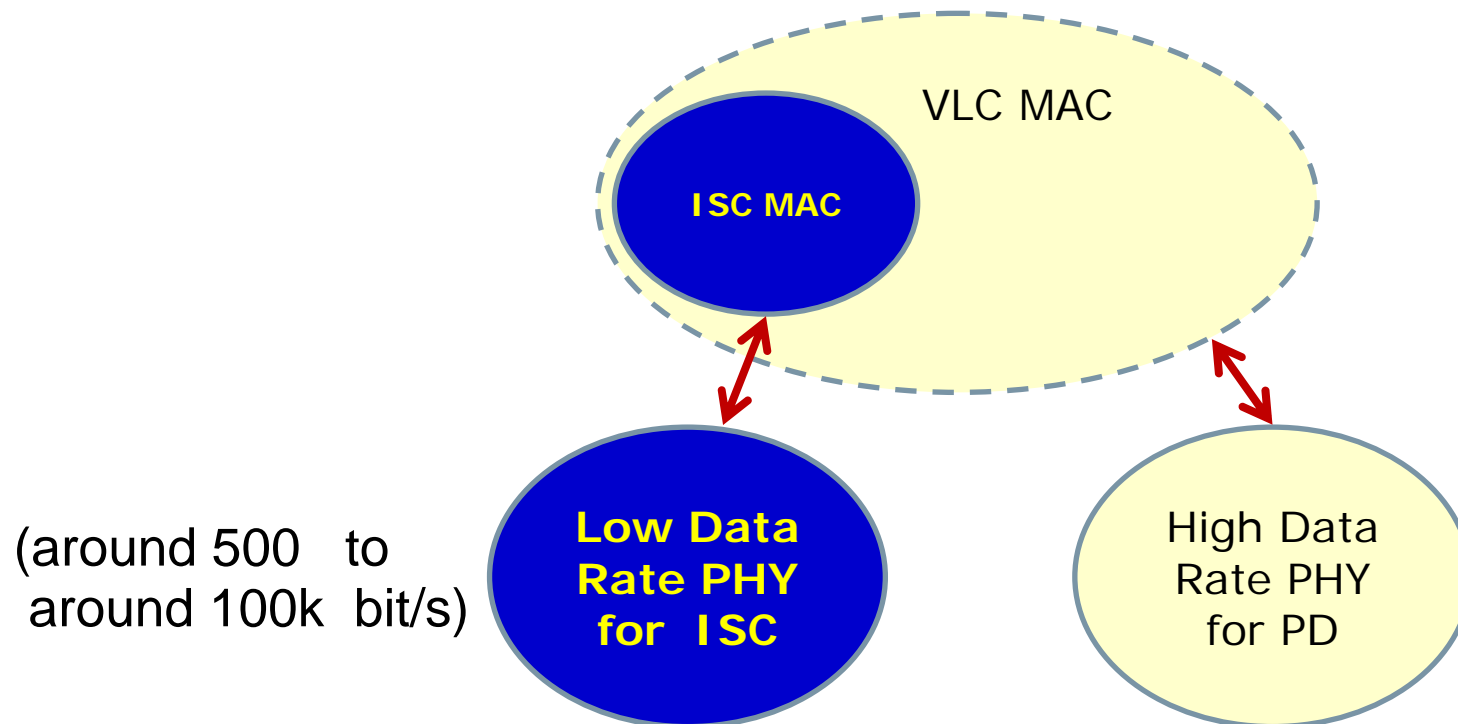 VLC MAC
ISC MAC
(around 500 to
around 100k bit/s)
Low Data
Rate PHY
for ISC
High Data
Rate PHY
for PD